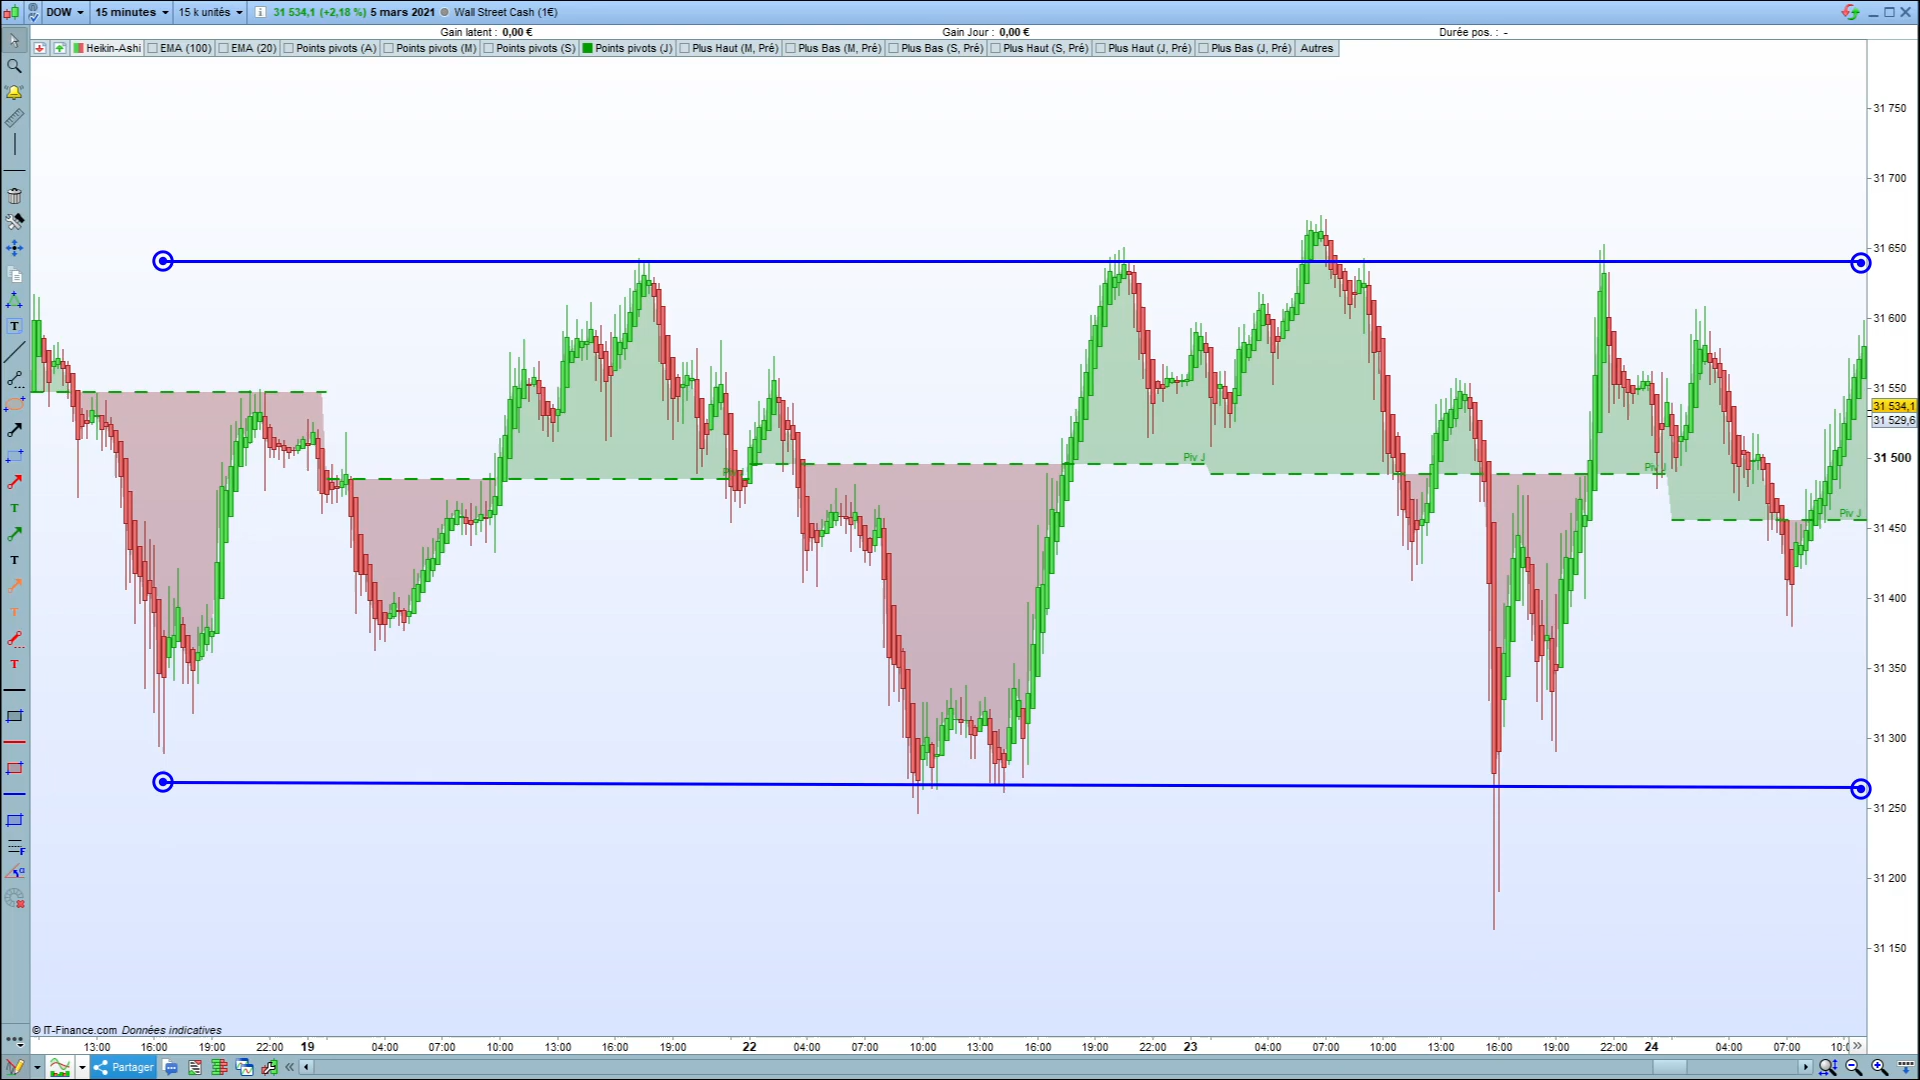 DOW 15 minutes 15 k unités 31 534,1 (+2,18 %) 5 mars 2021 Wall Street Cash (1€)
Gain latent : 0,00 € Gain Jour : 0,00 € Durée pos. : -
Heikin-Ashi EMA (100) EMA (20) Points pivots (A) Points pivots (M) Points pivots (S) Points pivots (J) Plus Haut (M, Pré) Plus Bas (M, Pré) Plus Bas (S, Pré) Plus Haut (S, Pré) Plus Haut (J, Pré) Plus Bas (J, Pré) Autres
31 750
31 700
31 650
31 600
31 550
31 534,1
31 529,6
31 500
31 450
31 400
31 350
31 300
31 250
31 200
31 150
Piv J
Piv J
Piv J
© IT-Finance.com Données indicatives
13:00 16:00 19:00 22:00 19 04:00 07:00 10:00 13:00 16:00 19:00 22 04:00 07:00 10:00 13:00 16:00 19:00 22:00 23 04:00 07:00 10:00 13:00 16:00 19:00 22:00 24 04:00 07:00
Partager